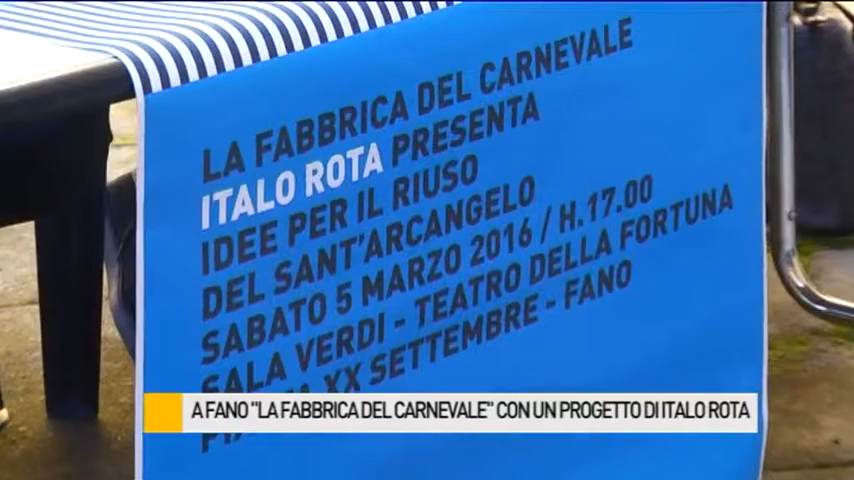 LA FABBRICA DEL CARNEVALE
ITALO ROTA PRESENTA
IDEE PER IL RIUSO
DEL SANT'ARCANGELO
SABATO 5 MARZO 2016 / H.17.00
SALA VERDI - TEATRO DELLA FORTUNA
XX SETTEMBRE - FANO
A FANO "LA FABBRICA DEL CARNEVALE" CON UN PROGETTO DI ITALO ROTA